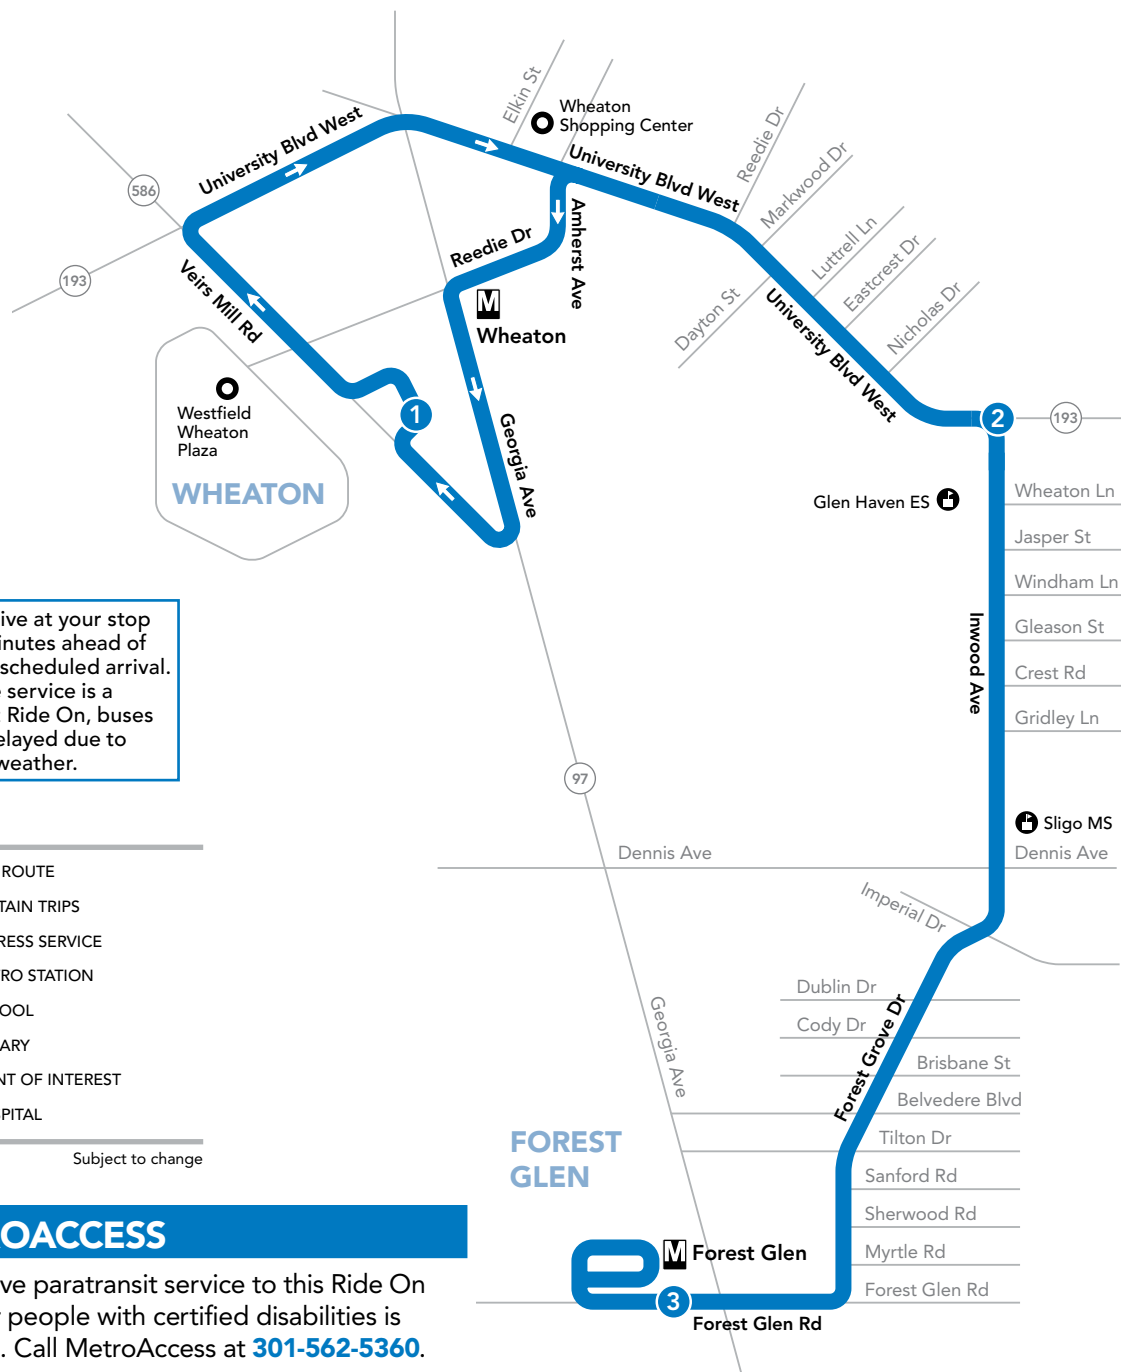 Elkin St
Wheaton
Shopping Center
University Blvd West
University Blvd West
Reedie Dr
Markwood Dr
586
193
Amherst Ave
Reedie Dr
Luttrell Ln
Eastcrest Dr
Nicholas Dr
Veirs Mill Rd
M
Wheaton
Dayton St
University Blvd West
Westfield
Wheaton
Plaza
WHEATON
1
Georgia Ave
2
193
Glen Haven ES
Wheaton Ln
Jasper St
Windham Ln
Gleason St
Crest Rd
Gridley Ln
Inwood Ave
ive at your stop
inutes ahead of
scheduled arrival.
service is a
Ride On, buses
elayed due to
weather.
97
Sligo MS
Dennis Ave
Dennis Ave
Imperial Dr
ROUTE
TAIN TRIPS
RESS SERVICE
RO STATION
OOL
ARY
NT OF INTEREST
SPITAL
Subject to change
Georgia Ave
Dublin Dr
Cody Dr
Forest Grove Dr
Brisbane St
Belvedere Blvd
Tilton Dr
Sanford Rd
Sherwood Rd
Myrtle Rd
Forest Glen Rd
FOREST
GLEN
M
Forest Glen
3
Forest Glen Rd
OACCESS
ve paratransit service to this Ride On
people with certified disabilities is
. Call MetroAccess at 301-562-5360.